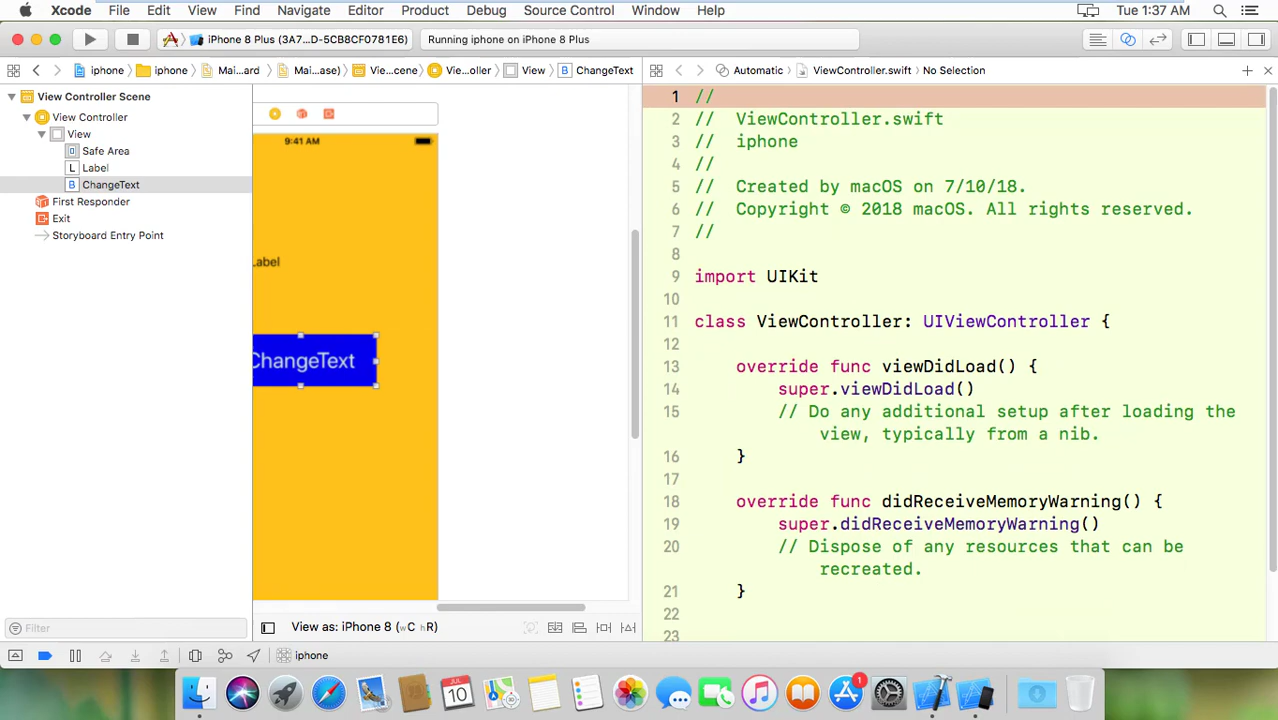 Xcode File Edit View Find Navigate Editor Product Debug Source Control Window Help Tue 1:37 AM
iPhone 8 Plus (3A7...D-5CB8CF0781E6) Running iphone on iPhone 8 Plus
iphone iphone Mai...ard Mai...ase) Vie...cene Vie...oller View B ChangeText Automatic ViewController.swift No Selection
View Controller Scene
View Controller
View
Safe Area
L Label
B ChangeText
First Responder
Exit
Storyboard Entry Point
Filter
9:41 AM
Label
ChangeText
View as: iPhone 8 (wC hR)
1 //
2 // ViewController.swift
3 // iphone
4 //
5 // Created by macOS on 7/10/18.
6 // Copyright © 2018 macOS. All rights reserved.
7 //
8
9 import UIKit
10
11 class ViewController: UIViewController {
12
13 override func viewDidLoad() {
14 super.viewDidLoad()
15 // Do any additional setup after loading the
view, typically from a nib.
16 }
17
18 override func didReceiveMemoryWarning() {
19 super.didReceiveMemoryWarning()
20 // Dispose of any resources that can be
recreated.
21 }
22
23
iphone
JUL
10
1